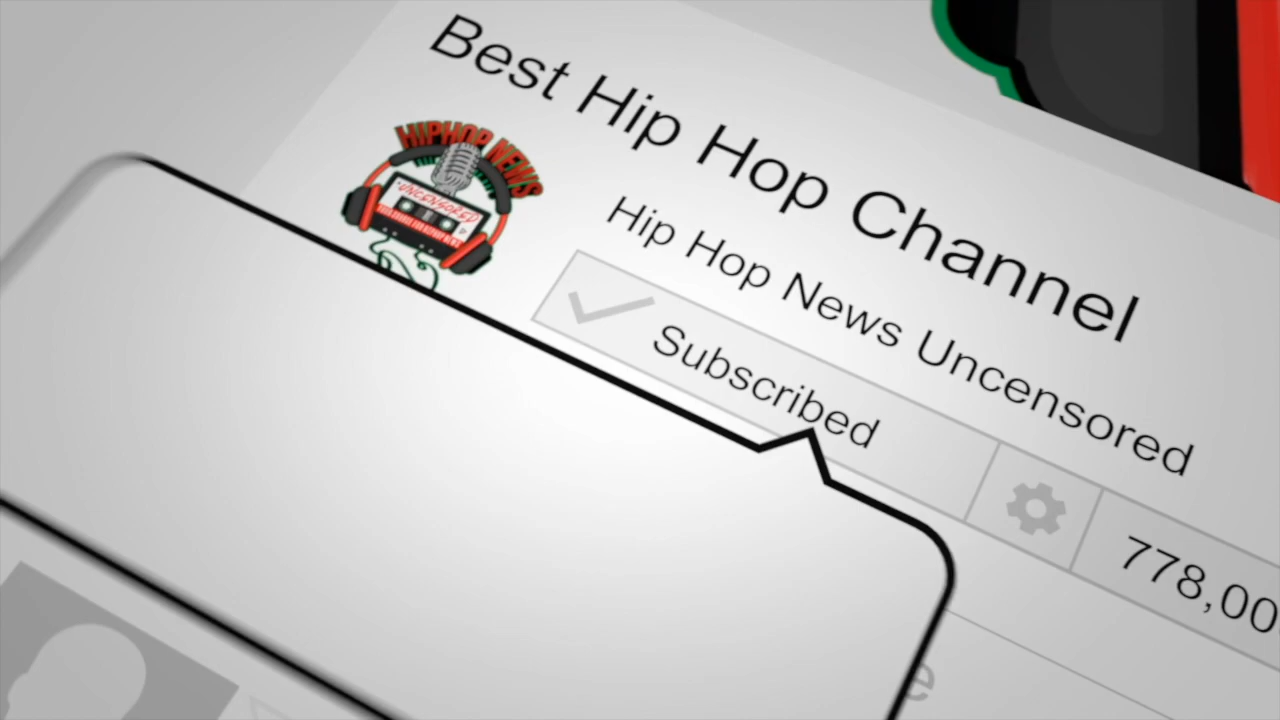 Best Hip Hop Channel
HIPHOP NEWS
UNCENSORED
Hip Hop News Uncensored
Subscribed
778,00
e